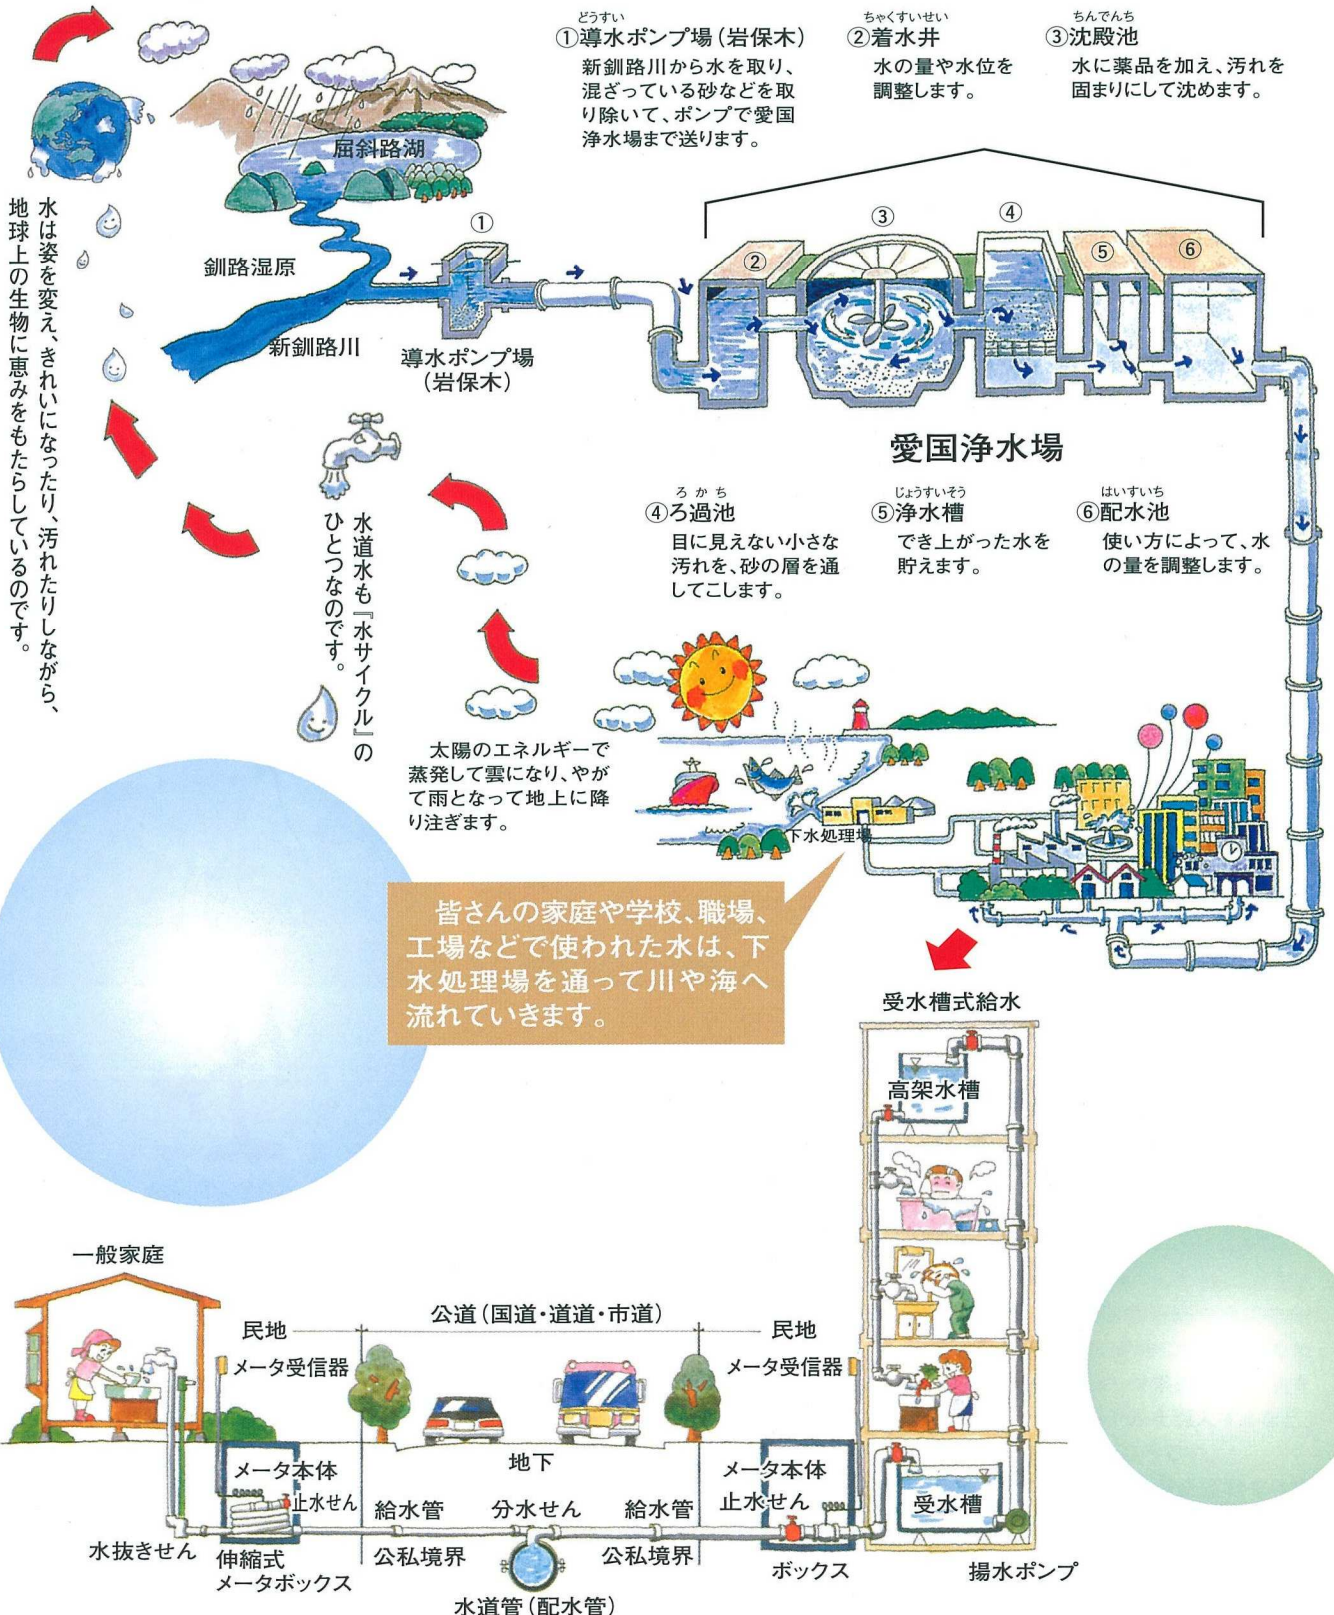 どうすい
①導水ポンプ場(岩保木)
新釧路川から水を取り、
混ざっている砂などを取
り除いて、ポンプで愛国
浄水場まで送ります。
ちゃくすいせい
②着水井
水の量や水位を
調整します。
ちんでんち
③沈殿池
水に薬品を加え、汚れを
固まりにして沈めます。
屈斜路湖
釧路湿原
新釧路川
①
導水ポンプ場
(岩保木)
②
③
④
⑤
⑥
愛国浄水場
ろかち
④ろ過池
目に見えない小さな
汚れを、砂の層を通
してこします。
じょうすいそう
⑤浄水槽
でき上がった水を
貯えます。
はいすいち
⑥配水池
使い方によって、水
の量を調整します。
水は姿を変え、きれいになったり、汚れたりしながら、
地球上の生物に恵みをもたらしているのです。
水道水も『水サイクル』の
ひとつなのです。
太陽のエネルギーで
蒸発して雲になり、やが
て雨となって地上に降
り注ぎます。
下水処理場
皆さんの家庭や学校、職場、
工場などで使われた水は、下
水処理場を通って川や海へ
流れていきます。
受水槽式給水
高架水槽
一般家庭
民地
公道(国道・道道・市道)
民地
メータ受信器
メータ受信器
地下
メータ本体
止水せん
給水管
分水せん
給水管
メータ本体
止水せん
受水槽
水抜きせん
伸縮式
メータボックス
公私境界
公私境界
ボックス
揚水ポンプ
水道管(配水管)